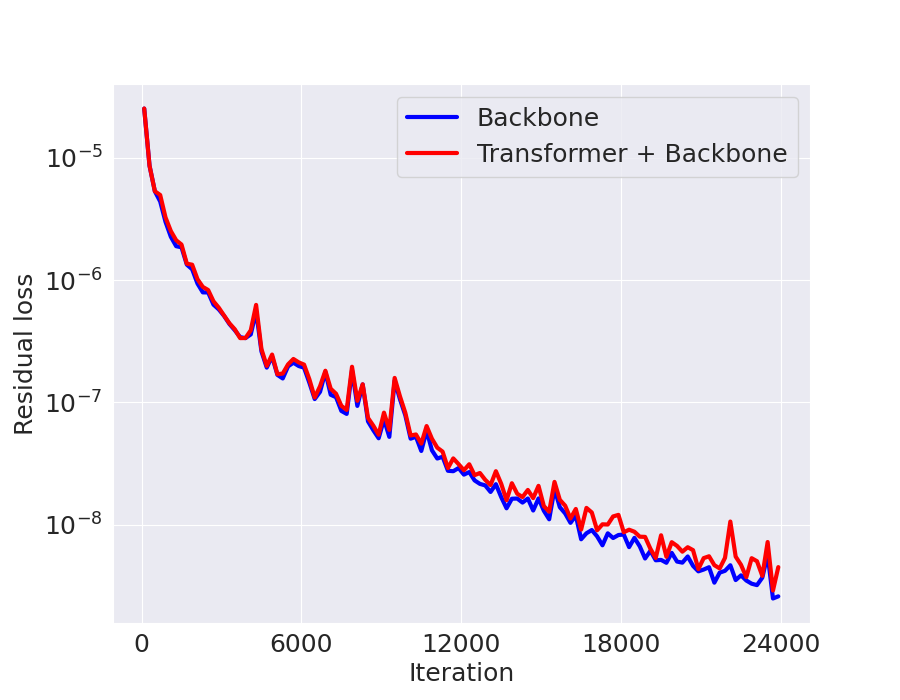 Backbone
Transformer + Backbone
Residual loss
10⁻⁵
10⁻⁶
10⁻⁷
10⁻⁸
0 6000 12000 18000 24000
Iteration